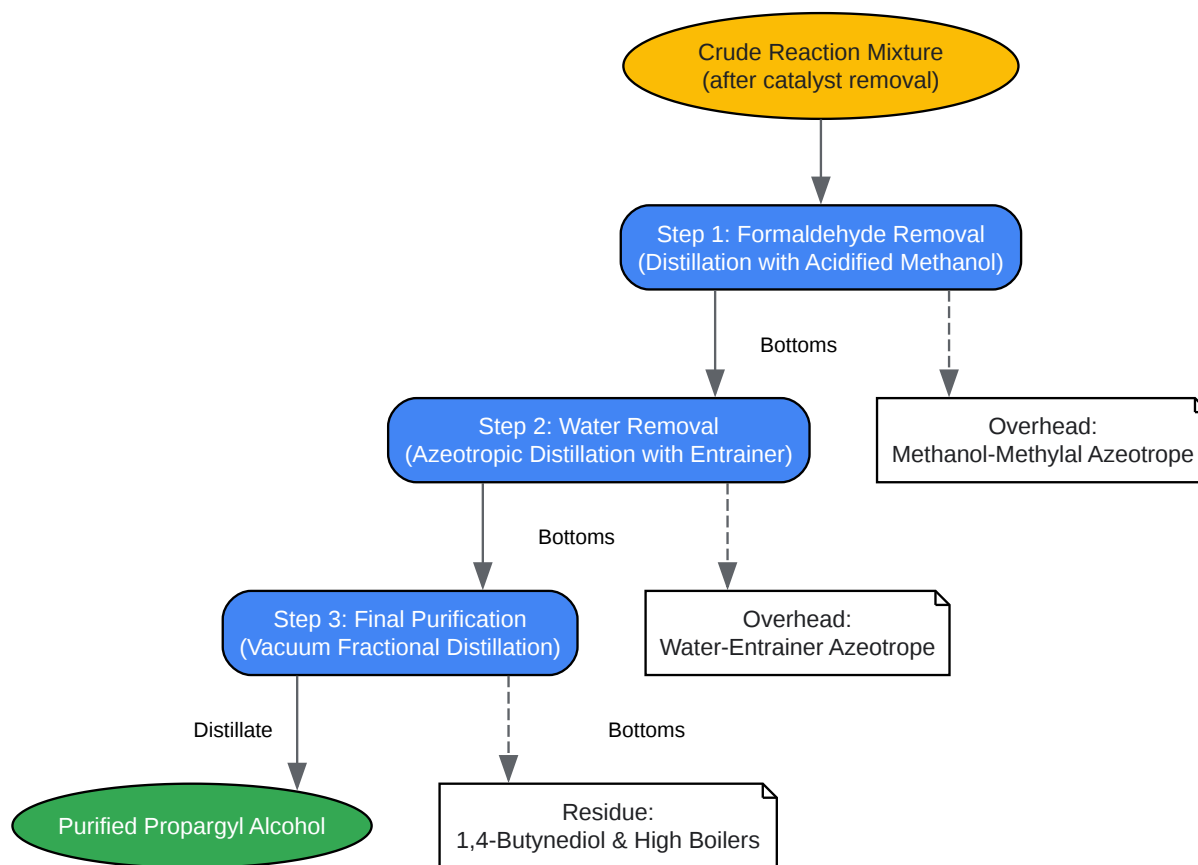 Crude Reaction Mixture
(after catalyst removal)
Step 1: Formaldehyde Removal
(Distillation with Acidified Methanol)
Bottoms
Overhead:
Methanol-Methylal Azeotrope
Step 2: Water Removal
(Azeotropic Distillation with Entrainer)
Bottoms
Overhead:
Water-Entrainer Azeotrope
Step 3: Final Purification
(Vacuum Fractional Distillation)
Distillate
Bottoms
Purified Propargyl Alcohol
Residue:
1,4-Butynediol & High Boilers